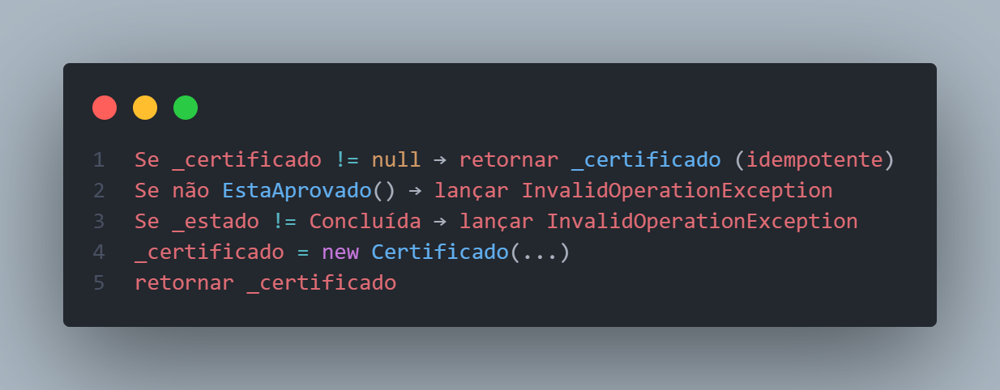 1 Se _certificado != null → retornar _certificado (idempotente)
2 Se não EstaAprovado() → lançar InvalidOperationException
3 Se _estado != Concluída → lançar InvalidOperationException
4 _certificado = new Certificado(...)
5 retornar _certificado